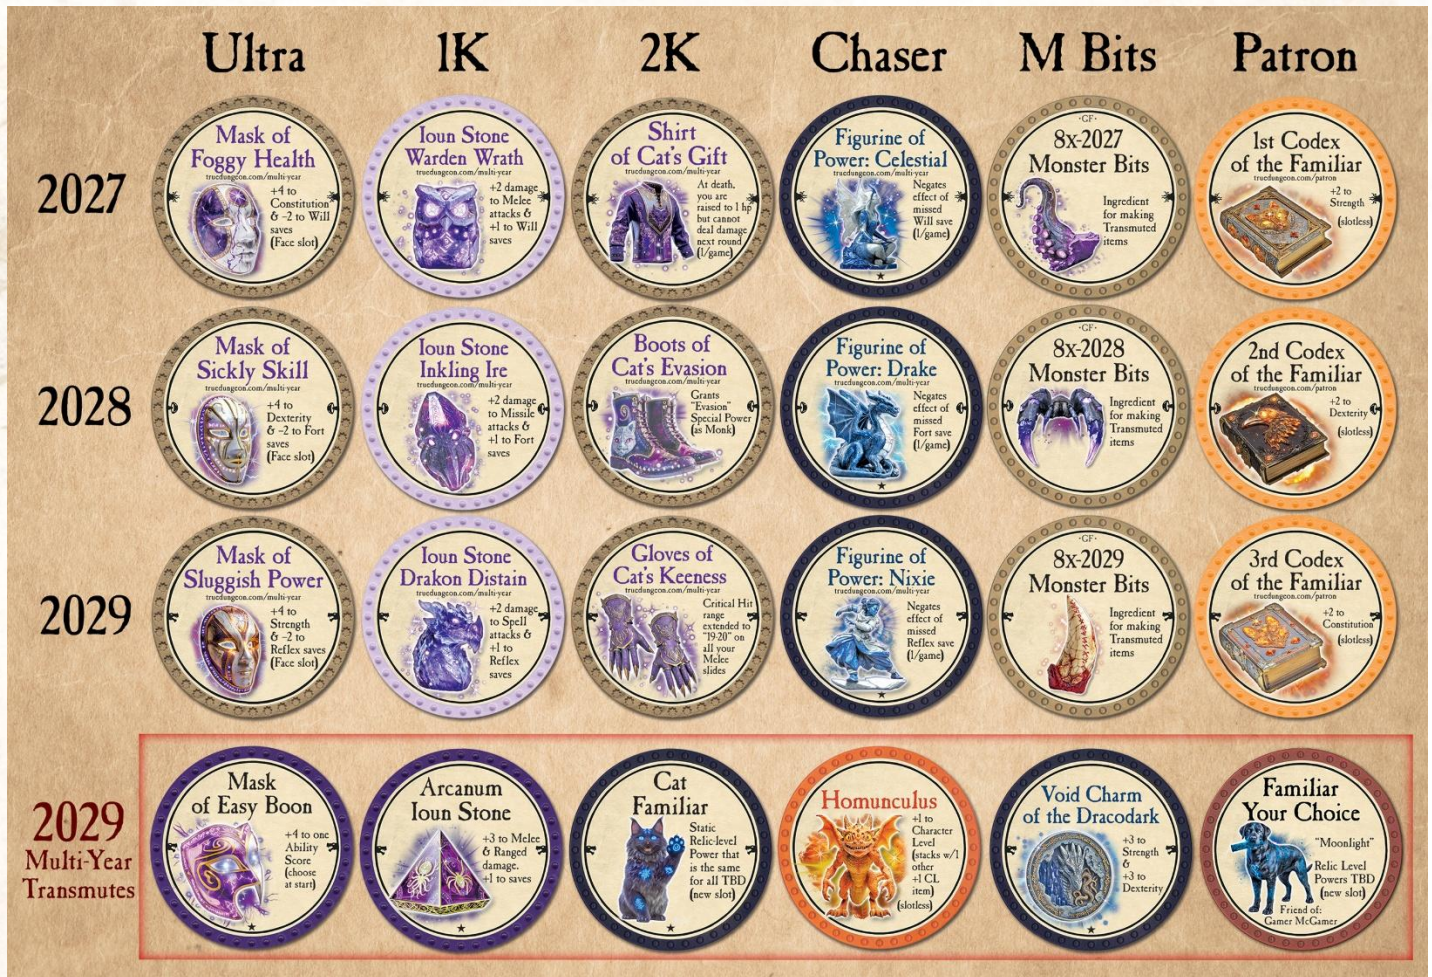 Ultra
1K
2K
Chaser
M Bits
Patron
2027
Mask of
Foggy Health
truedungeon.com/multi-year
+4 to
Constitution
& -2 to Will
saves
(Face slot)
Ioun Stone
Warden Wrath
truedungeon.com/multi-year
+2 damage
to Melee
attacks &
+1 to Will
saves
Shirt
of Cat's Gift
truedungeon.com/multi-year
At death,
you are
raised to 1 hp
but cannot
deal damage
next round
(1/game)
Figurine of
Power: Celestial
truedungeon.com/multi-year
Negates
effect of
missed
Will save
(1/game)
·GF·
8x-2027
Monster Bits
Ingredient
for making
Transmuted
items
1st Codex
of the Familiar
truedungeon.com/patron
+2 to
Strength
(slotless)
2028
Mask of
Sickly Skill
truedungeon.com/multi-year
+4 to
Dexterity
& -2 to Fort
saves
(Face slot)
Ioun Stone
Inkling Ire
truedungeon.com/multi-year
+2 damage
to Missile
attacks &
+1 to Fort
saves
Boots of
Cat's Evasion
truedungeon.com/multi-year
Grants
"Evasion"
Special Power
(as Monk)
Figurine of
Power: Drake
truedungeon.com/multi-year
Negates
effect of
missed
Fort save
(1/game)
·GF·
8x-2028
Monster Bits
Ingredient
for making
Transmuted
items
2nd Codex
of the Familiar
truedungeon.com/patron
+2 to
Dexterity
(slotless)
2029
Mask of
Sluggish Power
truedungeon.com/multi-year
+4 to
Strength
& -2 to
Reflex saves
(Face slot)
Ioun Stone
Drakon Distain
truedungeon.com/multi-year
+2 damage
to Spell
attacks &
+1 to
Reflex
saves
Gloves of
Cat's Keeness
truedungeon.com/multi-year
Critical Hit
range
extended to
"19-20" on
all your
Melee
slides
Figurine of
Power: Nixie
truedungeon.com/multi-year
Negates
effect of
missed
Reflex save
(1/game)
·GF·
8x-2029
Monster Bits
Ingredient
for making
Transmuted
items
3rd Codex
of the Familiar
truedungeon.com/patron
+2 to
Constitution
(slotless)
2029
Multi-Year
Transmutes
Mask
of Easy Boon
+4 to one
Ability
Score
(choose
at start)
Arcanum
Ioun Stone
+3 to Melee
& Ranged
damage.
+1 to saves
Cat
Familiar
Static
Relic-level
Power that
is the same
for all TBD
(new slot)
Homunculus
+1 to
Character
Level
(stacks w/1
other
+1 CL
item)
(slotless)
Void Charm
of the Dracodark
+3 to
Strength
&
+3 to
Dexterity
Familiar
Your Choice
"Moonlight"
Relic Level
Powers TBD
(new slot)
Friend of:
Gamer McGamer